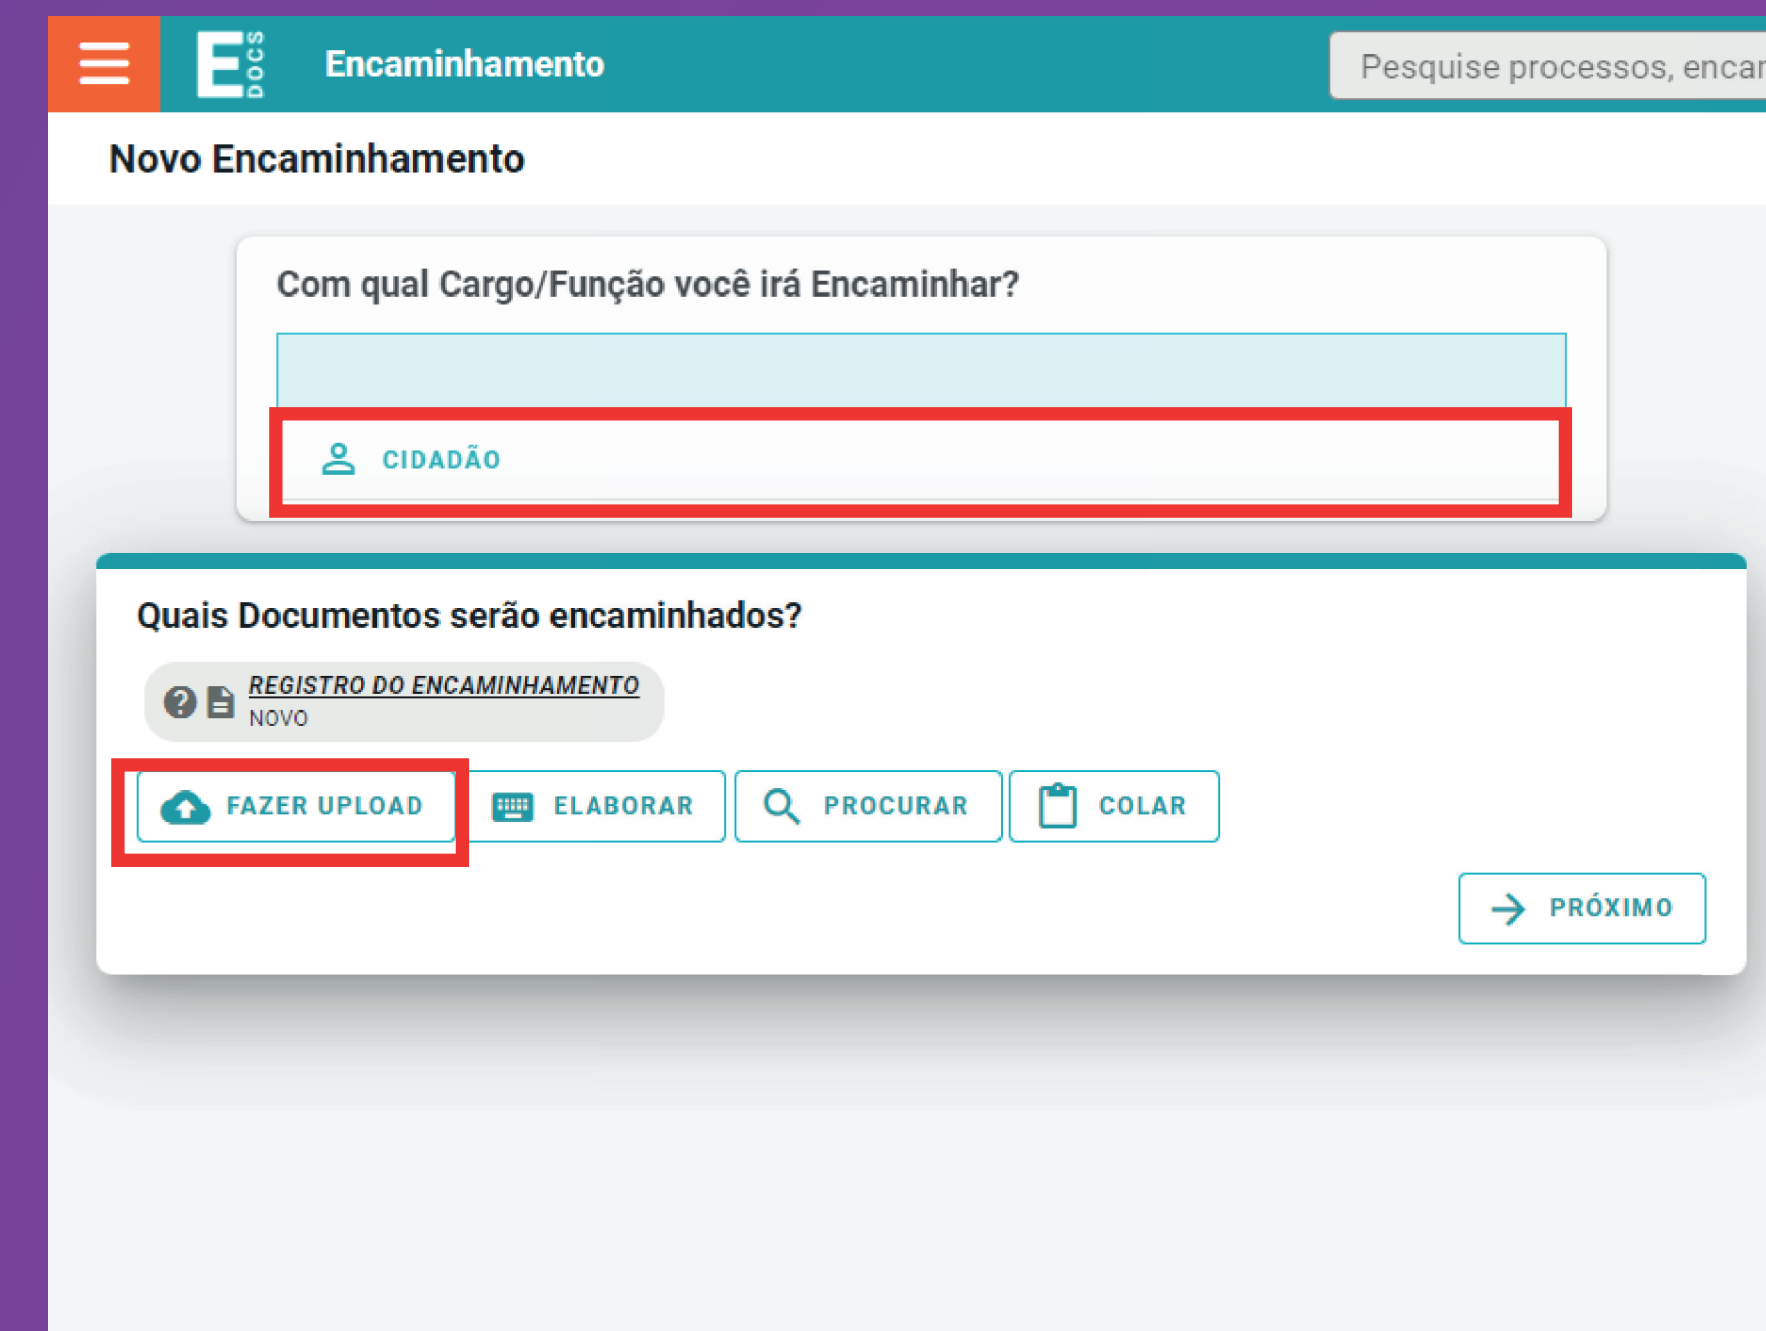 E DOCS
Encaminhamento
Pesquise processos, encar
Novo Encaminhamento
Com qual Cargo/Função você irá Encaminhar?
CIDADÃO
Quais Documentos serão encaminhados?
REGISTRO DO ENCAMINHAMENTO
NOVO
FAZER UPLOAD
ELABORAR
PROCURAR
COLAR
PRÓXIMO